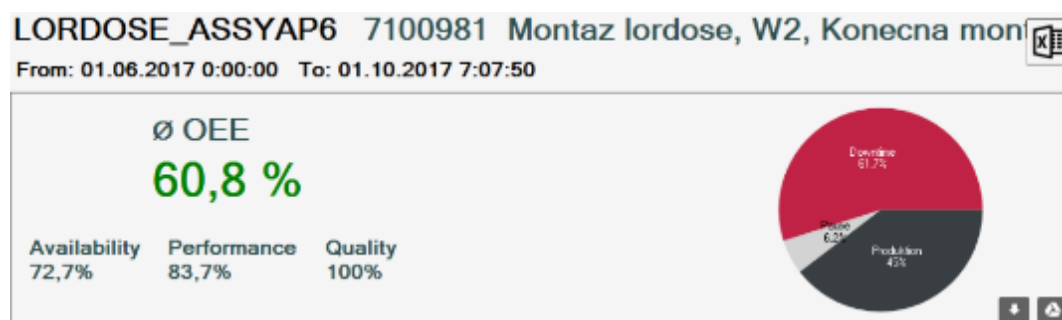 LORDOSE_ASSYAP6 7100981 Montaz lordose, W2, Konecna mon
From: 01.06.2017 0:00:00 To: 01.10.2017 7:07:50
ø OEE
60,8 %
Availability Performance Quality
72,7% 83,7% 100%
Downtime
Pause
Produktion